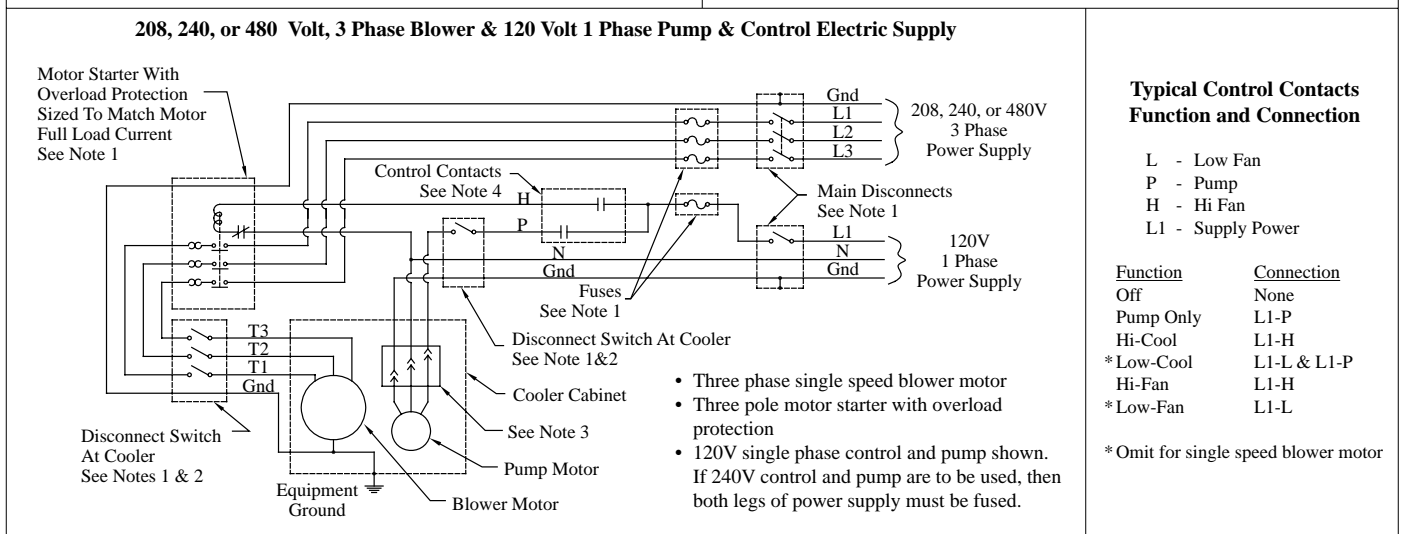 208, 240, or 480 Volt, 3 Phase Blower & 120 Volt 1 Phase Pump & Control Electric Supply
Motor Starter With
Overload Protection
Sized To Match Motor
Full Load Current
See Note 1
Gnd
L1
L2
L3
208, 240, or 480V
3 Phase
Power Supply
Control Contacts
See Note 4
H
P
N
Gnd
Main Disconnects
See Note 1
L1
N
Gnd
120V
1 Phase
Power Supply
Fuses
See Note 1
Disconnect Switch At Cooler
See Note 1&2
T3
T2
T1
Gnd
Cooler Cabinet
See Note 3
Pump Motor
Blower Motor
Disconnect Switch
At Cooler
See Notes 1 & 2
Equipment
Ground
• Three phase single speed blower motor
• Three pole motor starter with overload
protection
• 120V single phase control and pump shown.
If 240V control and pump are to be used, then
both legs of power supply must be fused.
Typical Control Contacts
Function and Connection
L - Low Fan
P - Pump
H - Hi Fan
L1 - Supply Power
Function Connection
Off None
Pump Only L1-P
Hi-Cool L1-H
* Low-Cool L1-L & L1-P
Hi-Fan L1-H
* Low-Fan L1-L
* Omit for single speed blower motor